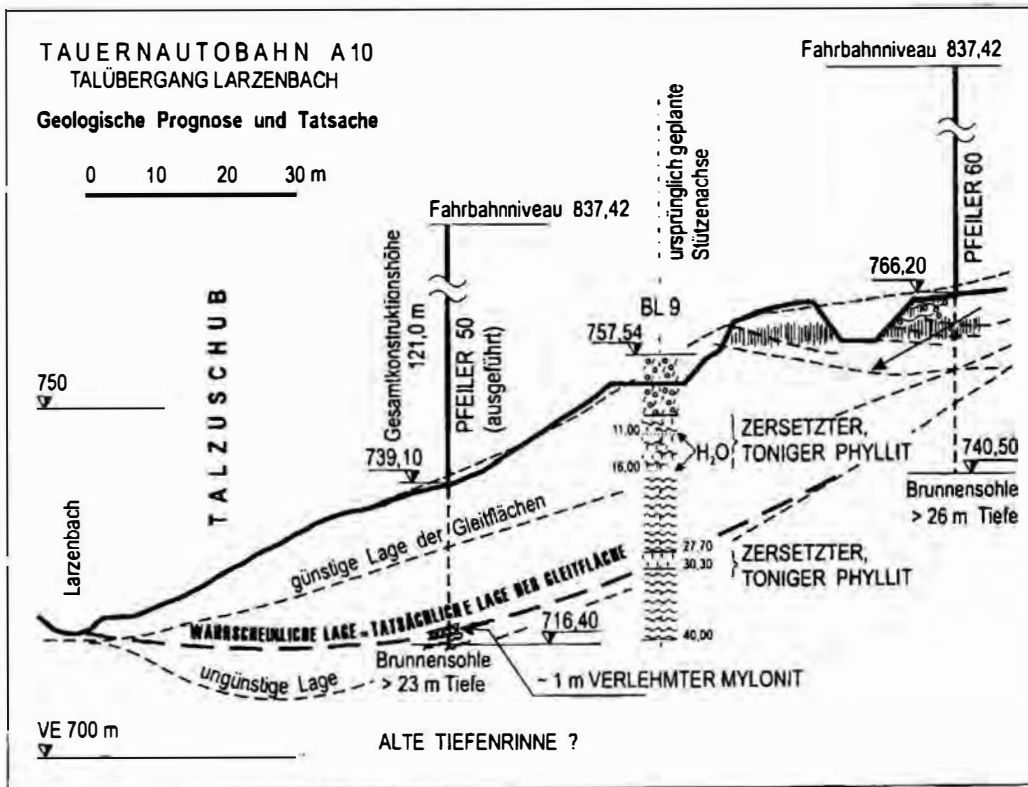 TAUERNAUTOBAHN A10
TALÜBERGANG LARZENBACH
Geologische Prognose und Tatsache
0 10 20 30 m
Fahrbahnniveau 837,42
PFEILER 60
ursprünglich geplante
Stützenachse
Fahrbahnniveau 837,42
Gesamtkonstruktionshöhe
121,0 m
PFEILER 50
(ausgeführt)
TALZUSCHUB
BL 9
757,54
766,20
750
739,10
11,00
16,00
H₂O
ZERSETZTER,
TONIGER PHYLLIT
740,50
Brunnensohle
> 26 m Tiefe
Larzenbach
günstige Lage der Gleitflächen
WAHRSCHEINLICHE LAGE = TATRÄCHLICHE LAGE DER GLEITFLÄCHE
27,70
30,30
ZERSETZTER,
TONIGER PHYLLIT
716,40
40,00
ungünstige Lage
Brunnensohle
> 23 m Tiefe
~ 1 m VERLEHMTER MYLONIT
VE 700 m
ALTE TIEFENRINNE ?